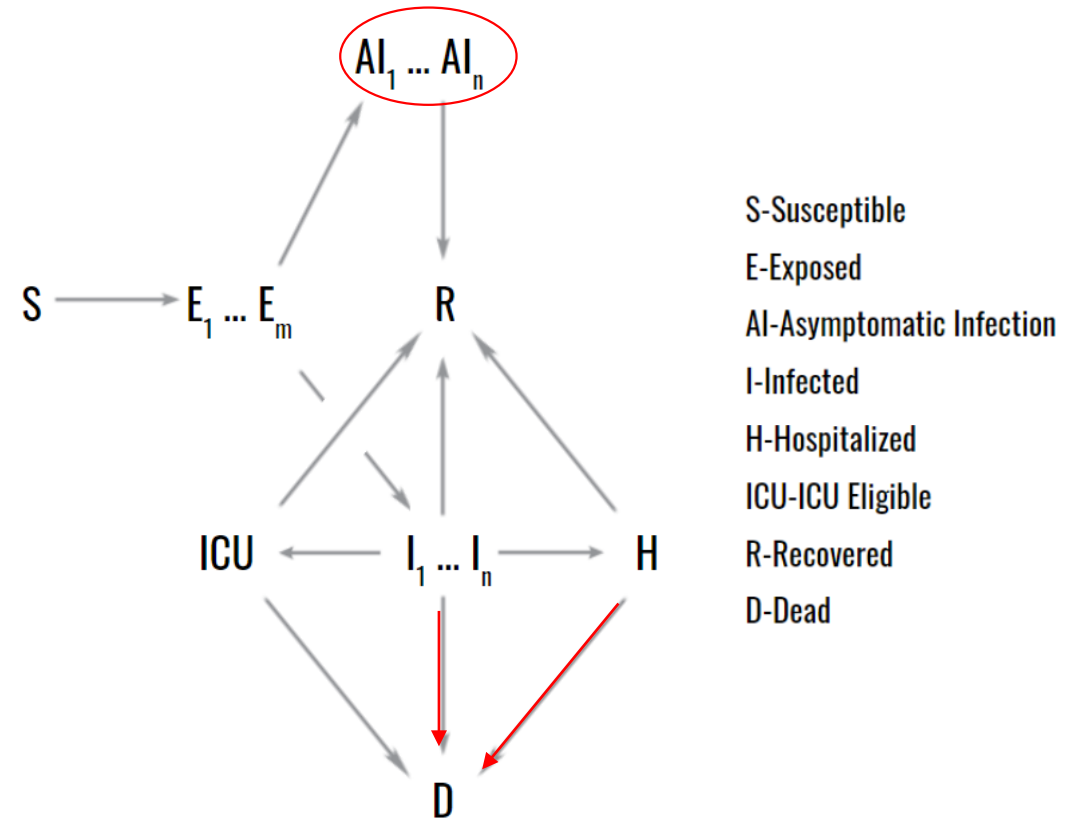 AI1 ... AIn
S
E1 ... Em
R
ICU
I1 ... In
H
D
S-Susceptible
E-Exposed
AI-Asymptomatic Infection
I-Infected
H-Hospitalized
ICU-ICU Eligible
R-Recovered
D-Dead